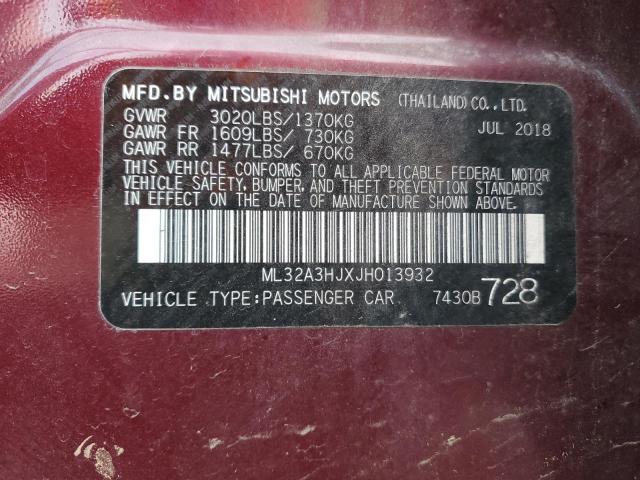 MFD.BY MITSUBISHI MOTORS (THAILAND)CO.,LTD.
GVWR 3020LBS/1370KG JUL 2018
GAWR FR 1609LBS/ 730KG
GAWR RR 1477LBS/ 670KG
THIS VEHICLE CONFORMS TO ALL APPLICABLE FEDERAL MOTOR
VEHICLE SAFETY, BUMPER, AND THEFT PREVENTION STANDARDS
IN EFFECT ON THE DATE OF MANUFACTURE SHOWN ABOVE.
ML32A3HJXJH013932
VEHICLE TYPE:PASSENGER CAR 7430B 728